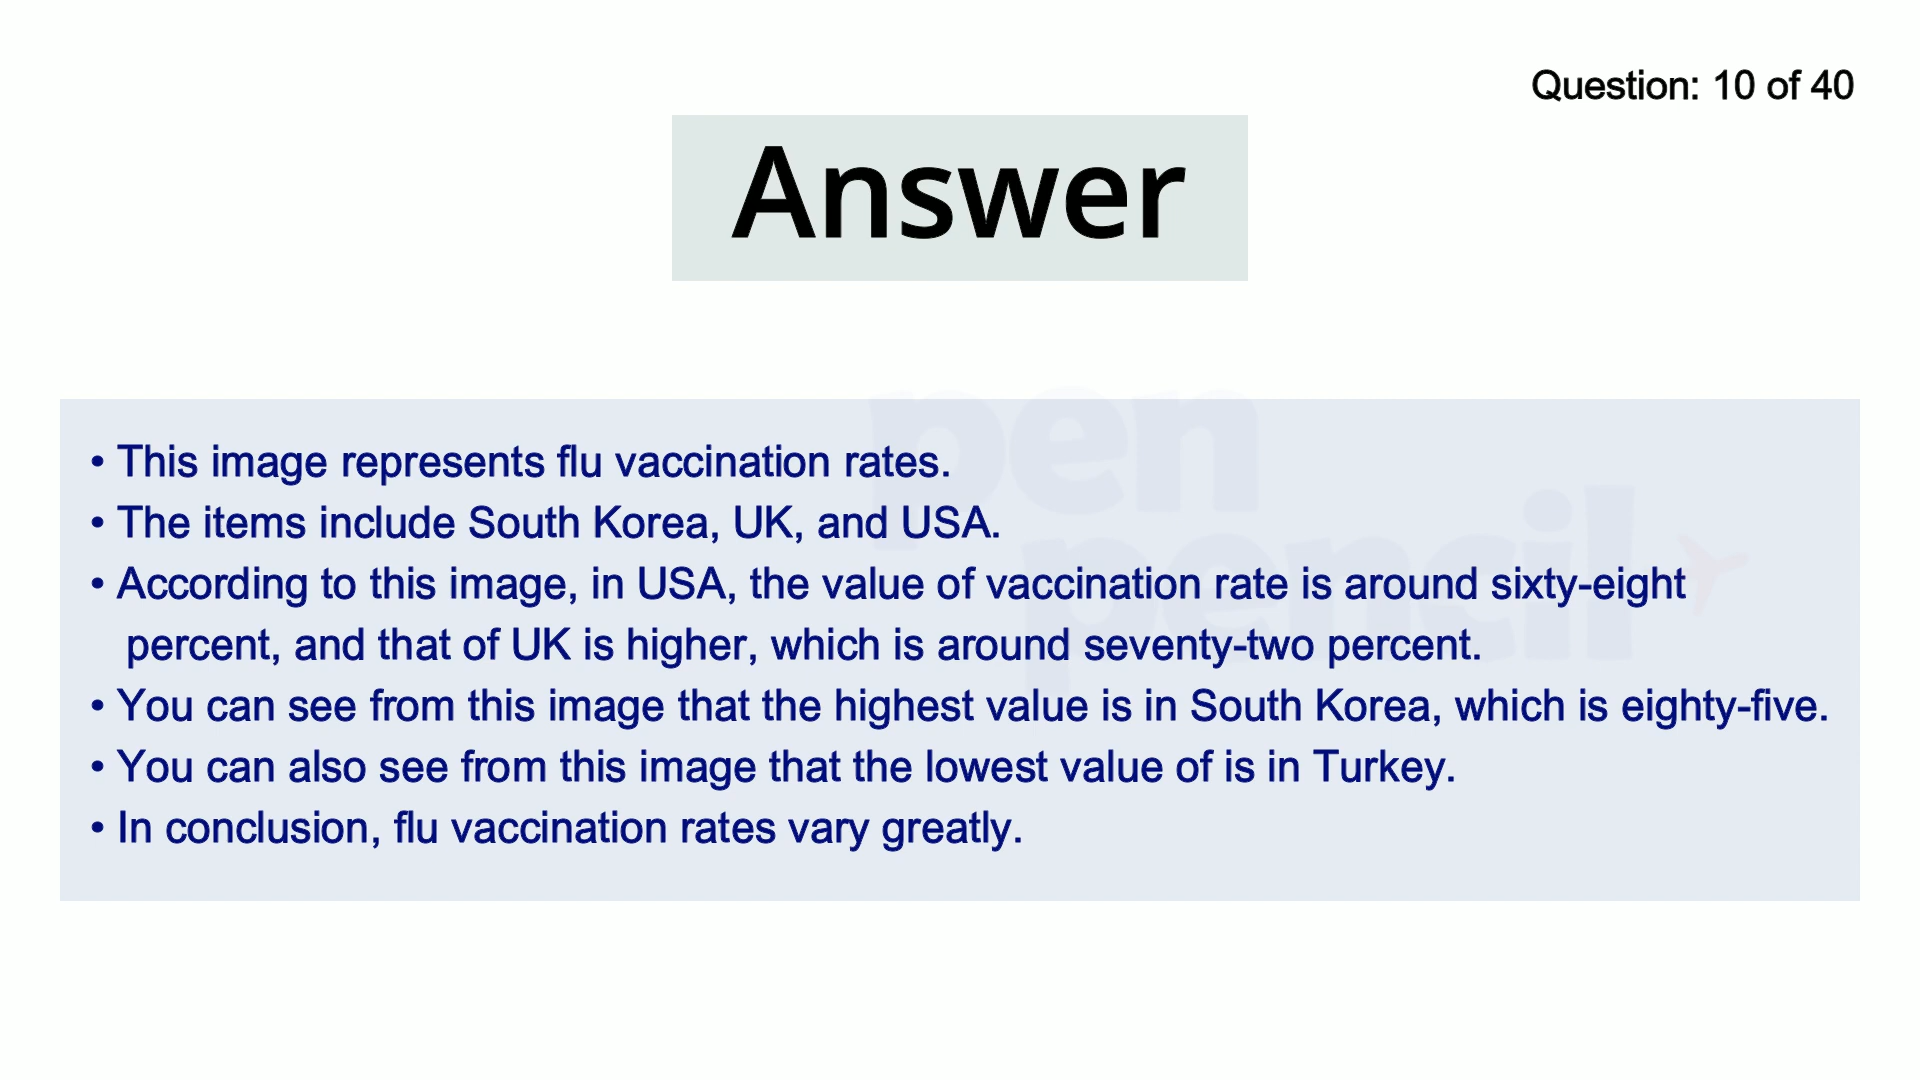 Question: 10 of 40
Answer
• This image represents flu vaccination rates.
• The items include South Korea, UK, and USA.
• According to this image, in USA, the value of vaccination rate is around sixty-eight
percent, and that of UK is higher, which is around seventy-two percent.
• You can see from this image that the highest value is in South Korea, which is eighty-five.
• You can also see from this image that the lowest value of is in Turkey.
• In conclusion, flu vaccination rates vary greatly.
pen
pencil